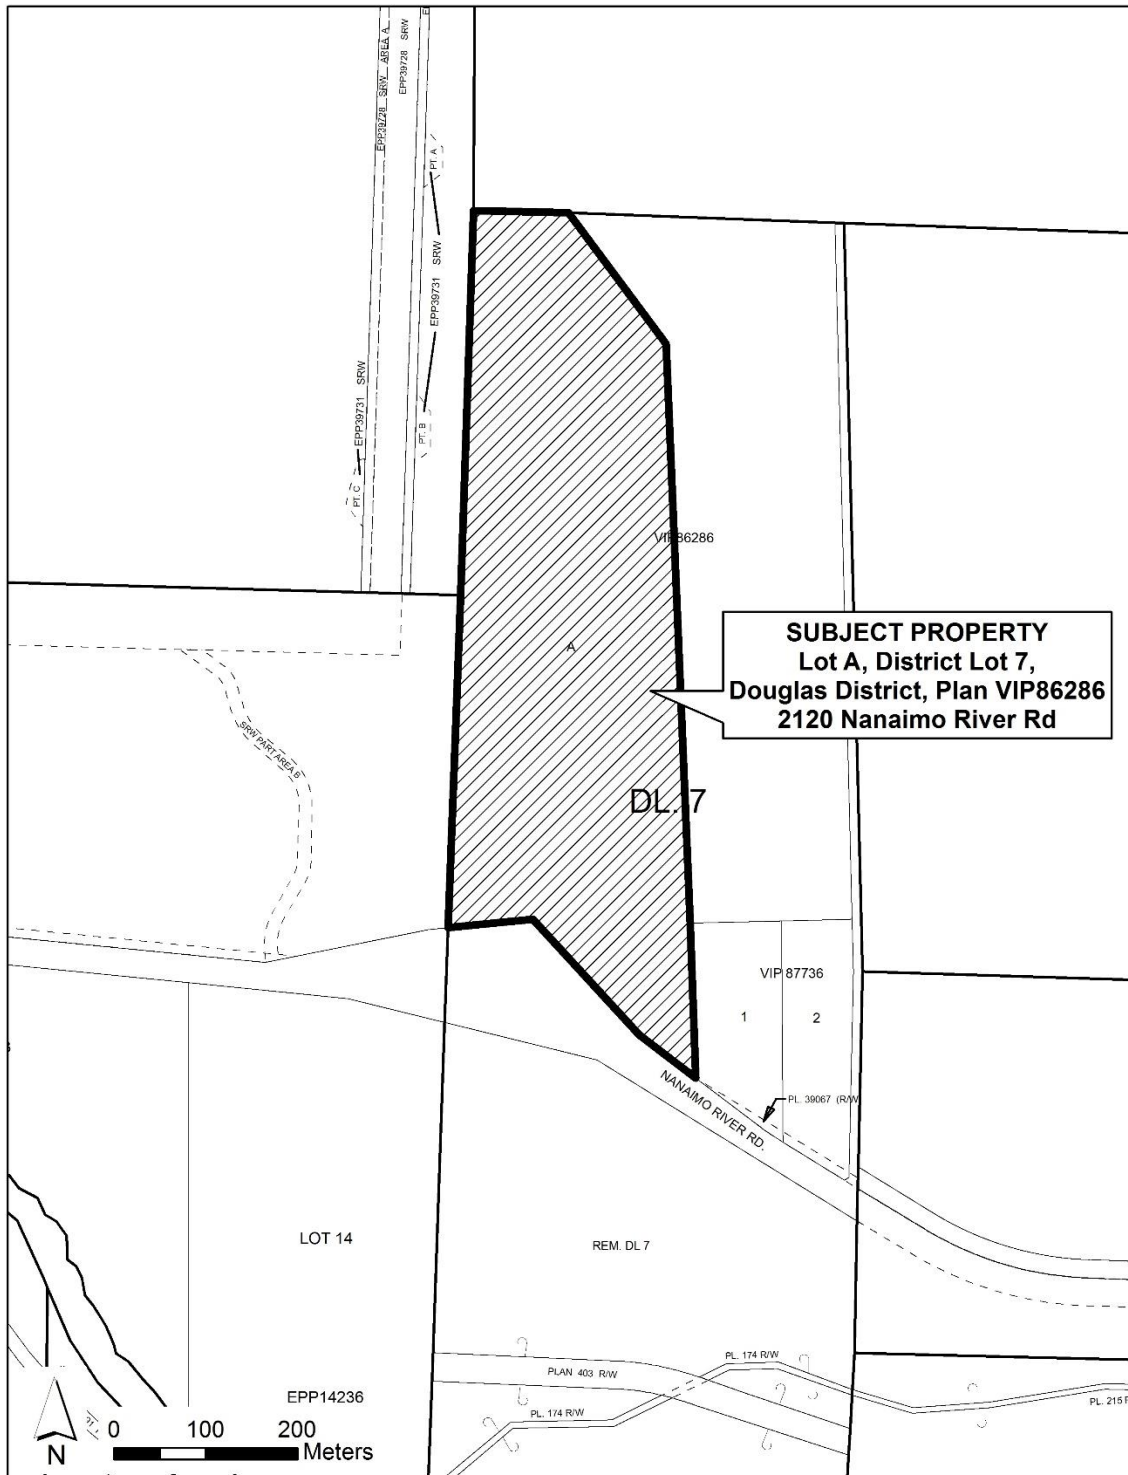 EPP39728 SRW AREA A
EPP39728 SRW
PT. A
EPP39731 SRW
EPP39731 SRW
PT. B
PT. C
VIP86286
A
SUBJECT PROPERTY
Lot A, District Lot 7,
Douglas District, Plan VIP86286
2120 Nanaimo River Rd
SRW PART AREA B
DL. 7
VIP 87736
1
2
PL. 39067 (R/W
NANAIMO RIVER RD.
LOT 14
REM. DL 7
PL. 174 R/W
PLAN 403 R/W
EPP14236
PL. 174 R/W
PL. 215 R
0 100 200
Meters
N